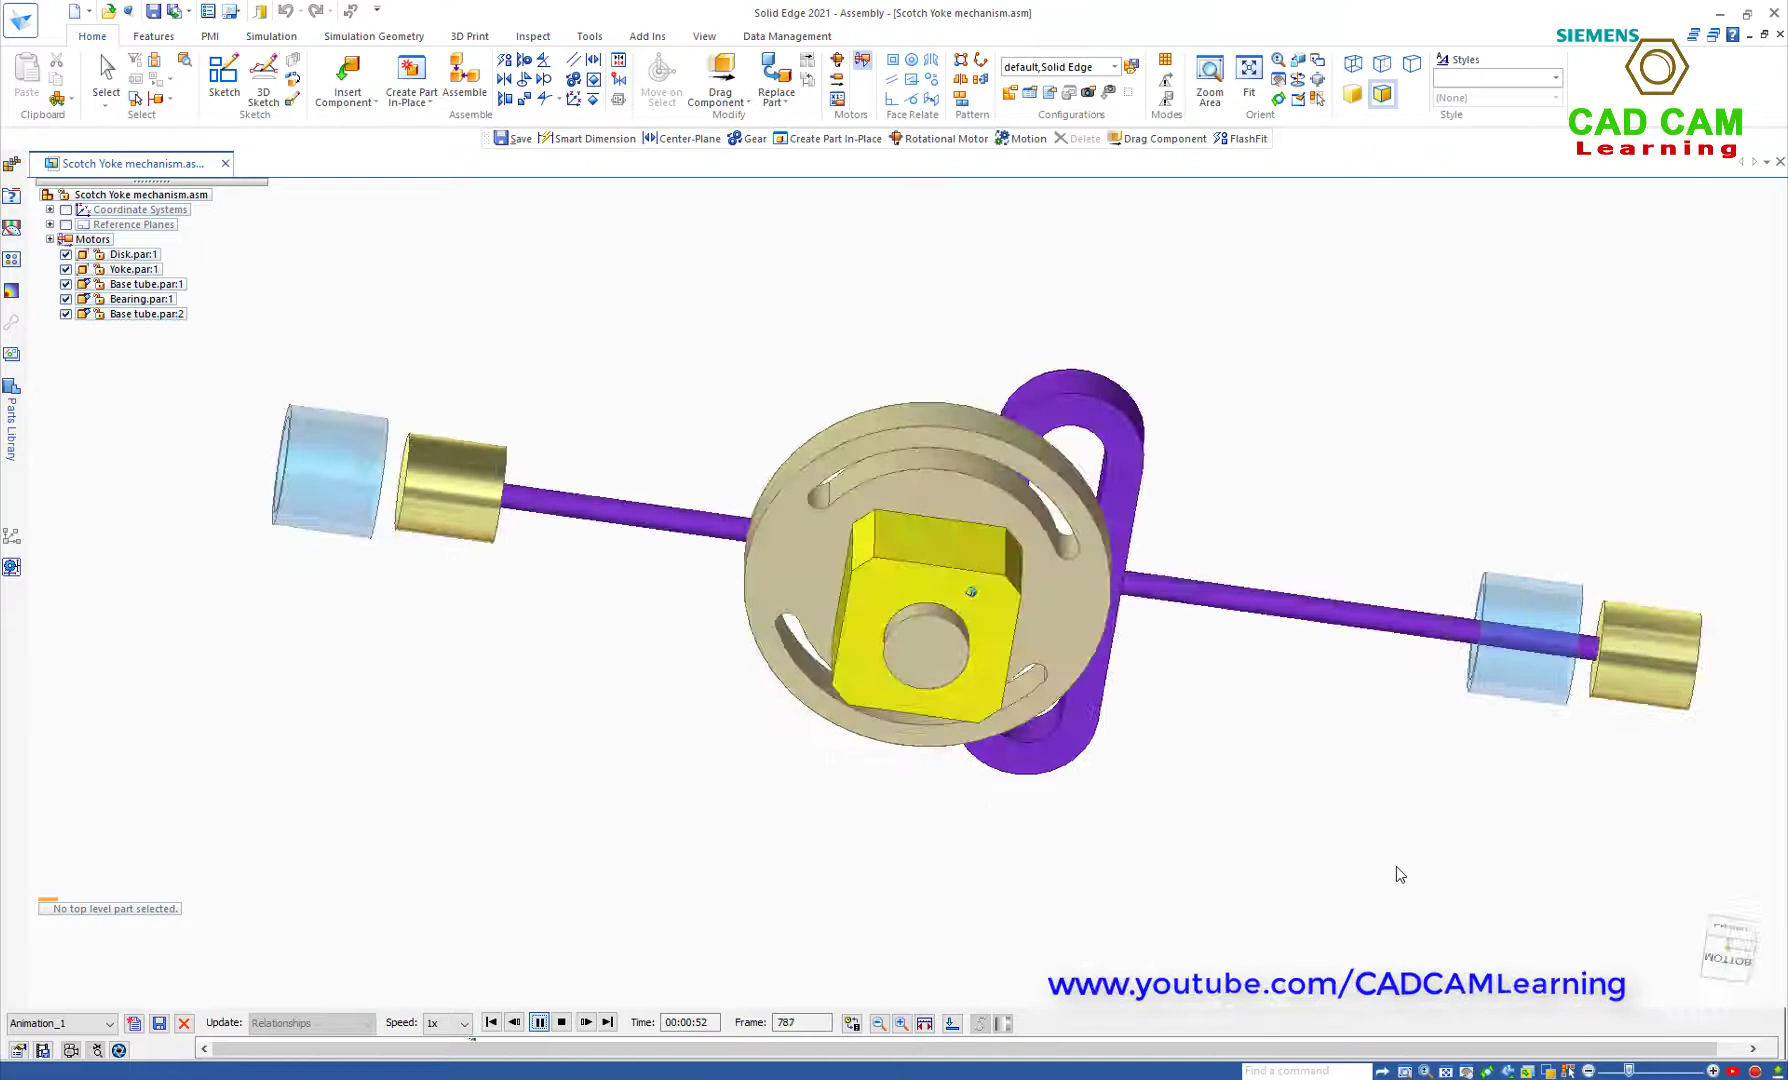 Solid Edge 2021 - Assembly - [Scotch Yoke mechanism.asm]
Home Features PMI Simulation Simulation Geometry 3D Print Inspect Tools Add Ins View Data Management
SIEMENS
Paste
Select
Sketch
3D Sketch
Insert Component
Create Part In-Place
Assemble
Move on Select
Drag Component
Replace Part
default,Solid Edge
Zoom Area
Fit
Styles
(None)
Clipboard Select Sketch Assemble Modify Motors Face Relate Pattern Configurations Modes Orient Style
CAD CAM
Learning
Save Smart Dimension Center-Plane Gear Create Part In-Place Rotational Motor Motion Delete Drag Component FlashFit
Scotch Yoke mechanism.as...
Scotch Yoke mechanism.asm
Coordinate Systems
Reference Planes
Motors
Disk.par:1
Yoke.par:1
Base tube.par:1
Bearing.par:1
Base tube.par:2
Parts Library
No top level part selected.
BOTTOM
www.youtube.com/CADCAMLearning
Animation_1 Update: Relationships Speed: 1x Time: 00:00:52 Frame: 787
Find a command